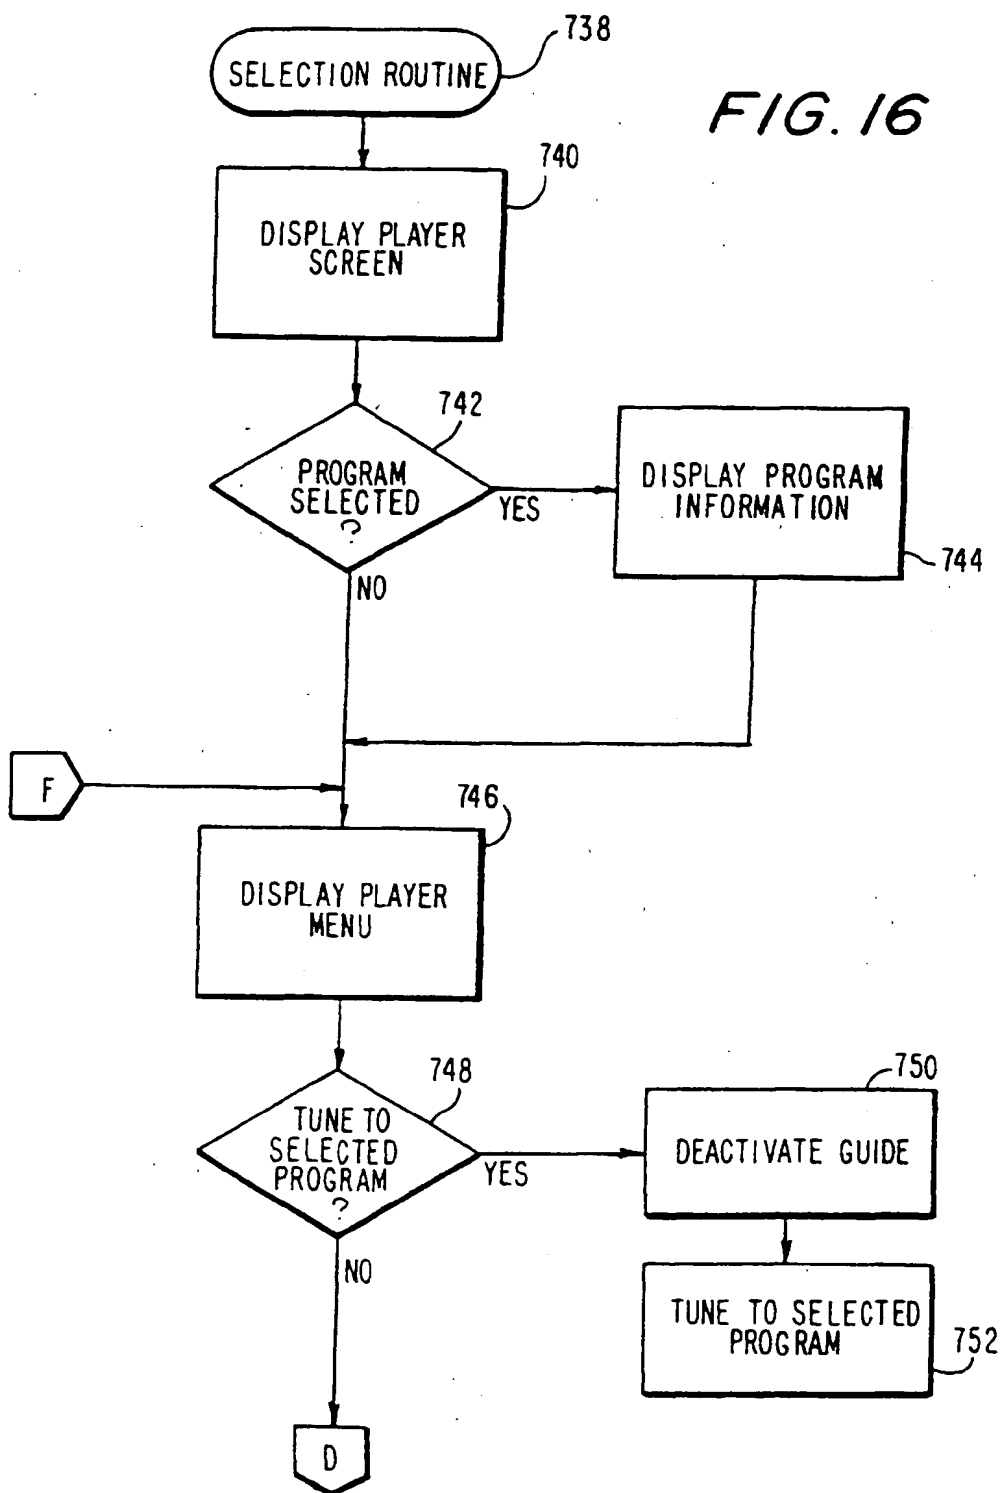 738
SELECTION ROUTINE
FIG. 16
740
DISPLAY PLAYER
SCREEN
742
PROGRAM
SELECTED
?
YES
NO
DISPLAY PROGRAM
INFORMATION
744
F
746
DISPLAY PLAYER
MENU
748
TUNE TO
SELECTED
PROGRAM
?
YES
NO
750
DEACTIVATE GUIDE
TUNE TO SELECTED
PROGRAM
752
D